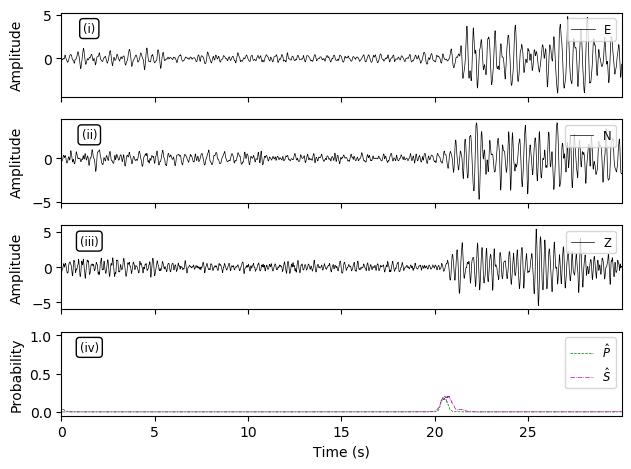 5
0
Amplitude
(i)
E
0
−5
Amplitude
(ii)
N
5
0
−5
Amplitude
(iii)
Z
1.0
0.5
0.0
Probability
(iv)
P̂
Ŝ
0 5 10 15 20 25
Time (s)